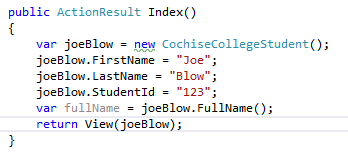 public ActionResult Index()
{
    var joeBlow = new CochiseCollegeStudent();
    joeBlow.FirstName = "Joe";
    joeBlow.LastName = "Blow";
    joeBlow.StudentId = "123";
    var fullName = joeBlow.FullName();
    return View(joeBlow);
}